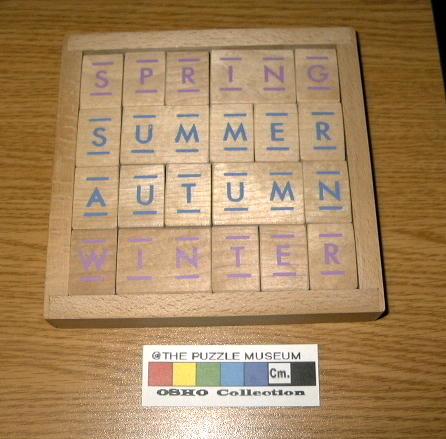 SPRING
SUMMER
AUTUMN
WINTER
@THE PUZZLE MUSEUM
Cm.
OSHO Collection